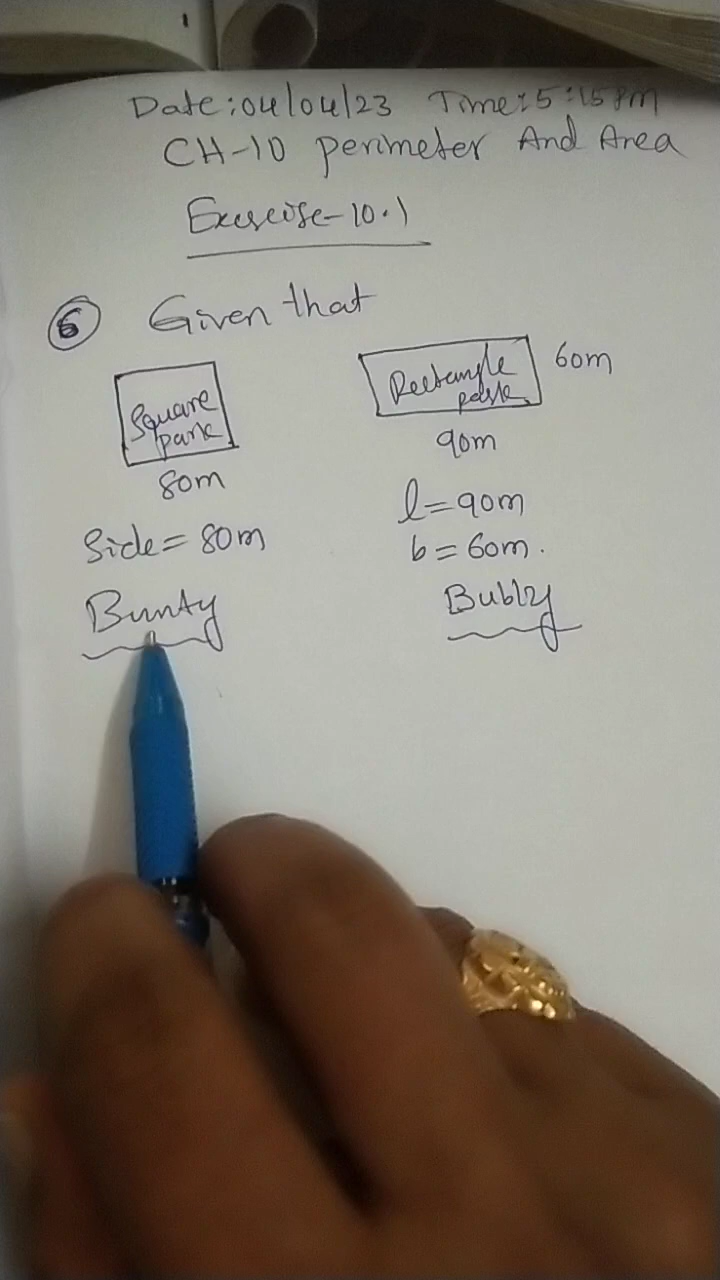 Date:04/04/23 Time:5:15pm
CH-10 Perimeter And Area
Exercise-10.1
6 Given that
Square park
Rectangle park
60m
80m
90m
Side = 80m
l = 90m
b = 60m.
Bunty
Bubly